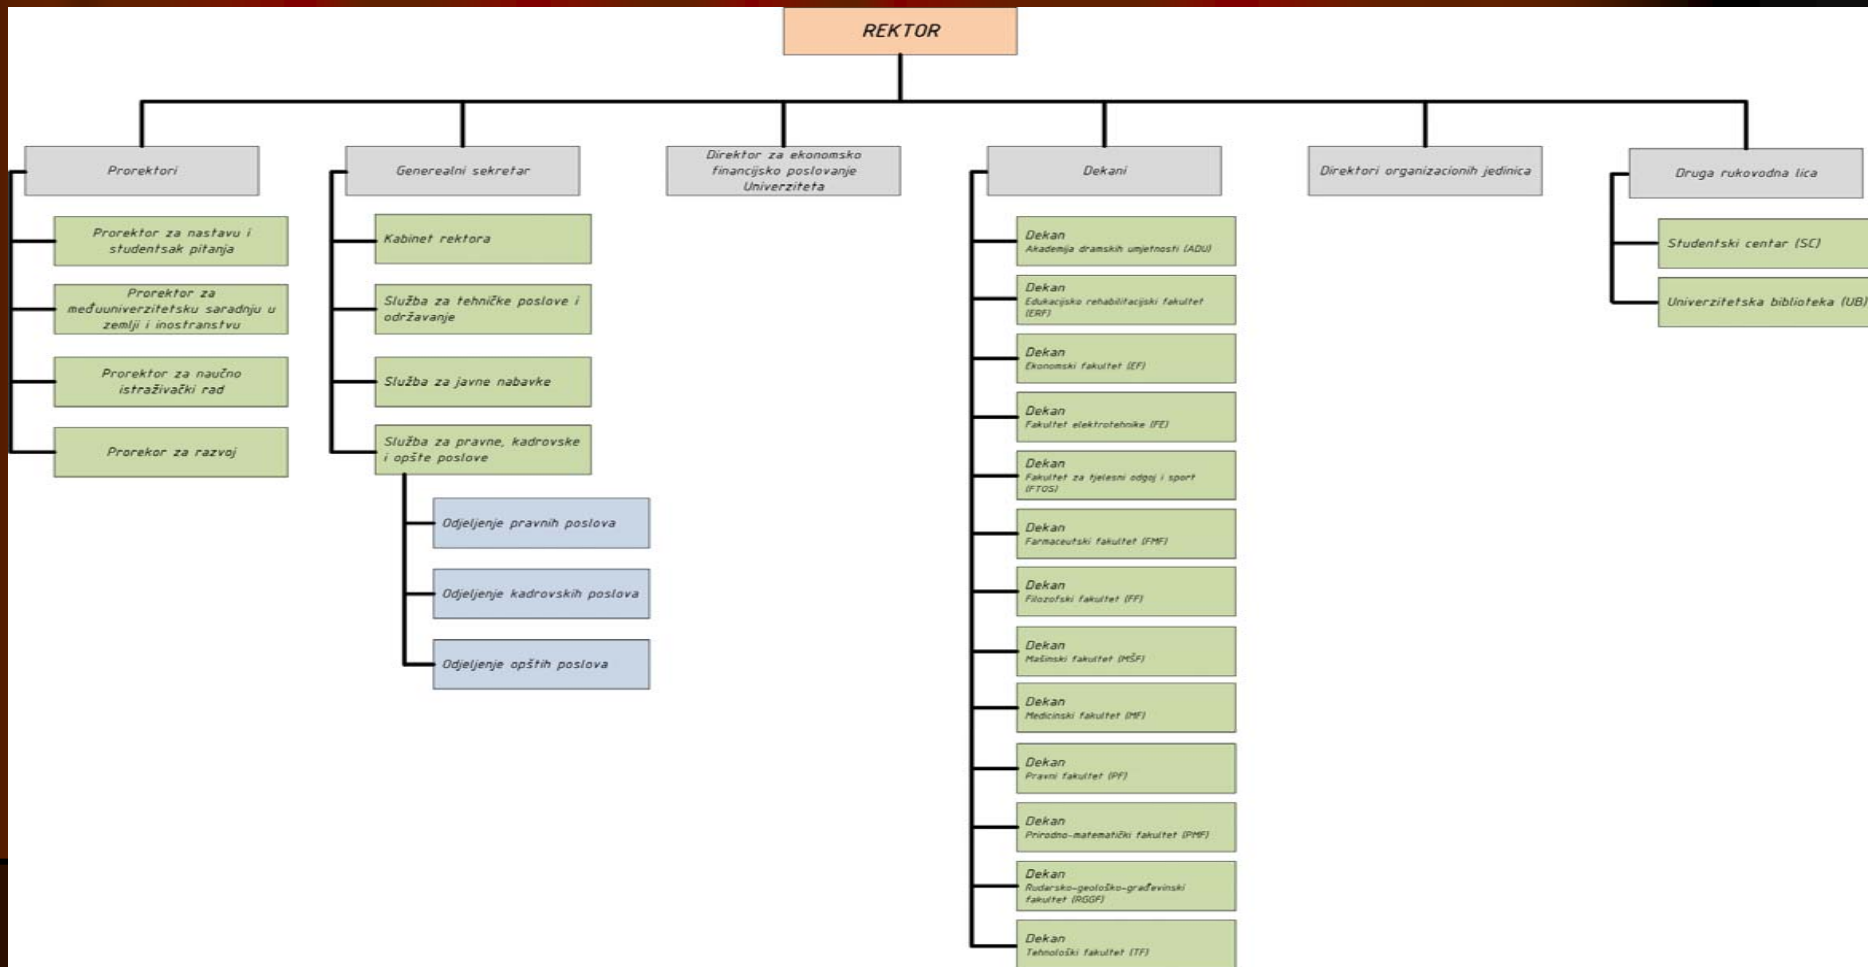 REKTOR
Prorektori
Prorektor za nastavu i
studentsak pitanja
Prorektor za
međuuniverzitetsku saradnju u
zemlji i inostranstvu
Prorektor za naučno
istraživački rad
Prorekor za razvoj
Generealni sekretar
Kabinet rektora
Služba za tehničke poslove i
održavanje
Služba za javne nabavke
Služba za pravne, kadrovske
i opšte poslove
Odjeljenje pravnih poslova
Odjeljenje kadrovskih poslova
Odjeljenje opštih poslova
Direktor za ekonomsko
financijsko poslovanje
Univerziteta
Dekani
Dekan
Akademija dramskih umjetnosti (ADU)
Dekan
Edukacijsko rehabilitacijski fakultet
(ERF)
Dekan
Ekonomski fakultet (EF)
Dekan
Fakultet elektrotehnike (FE)
Dekan
Fakultet za tjelesni odgoj i sport
(FTOS)
Dekan
Farmaceutski fakultet (FMF)
Dekan
Filozofski fakultet (FF)
Dekan
Mašinski fakultet (MŠF)
Dekan
Medicinski fakultet (MF)
Dekan
Pravni fakultet (PF)
Dekan
Prirodno-matematički fakultet (PMF)
Dekan
Rudarsko-geološko-građevinski
fakultet (RGGF)
Dekan
Tehnološki fakultet (TF)
Direktori organizacionih jedinica
Druga rukovodna lica
Studentski centar (SC)
Univerzitetska biblioteka (UB)